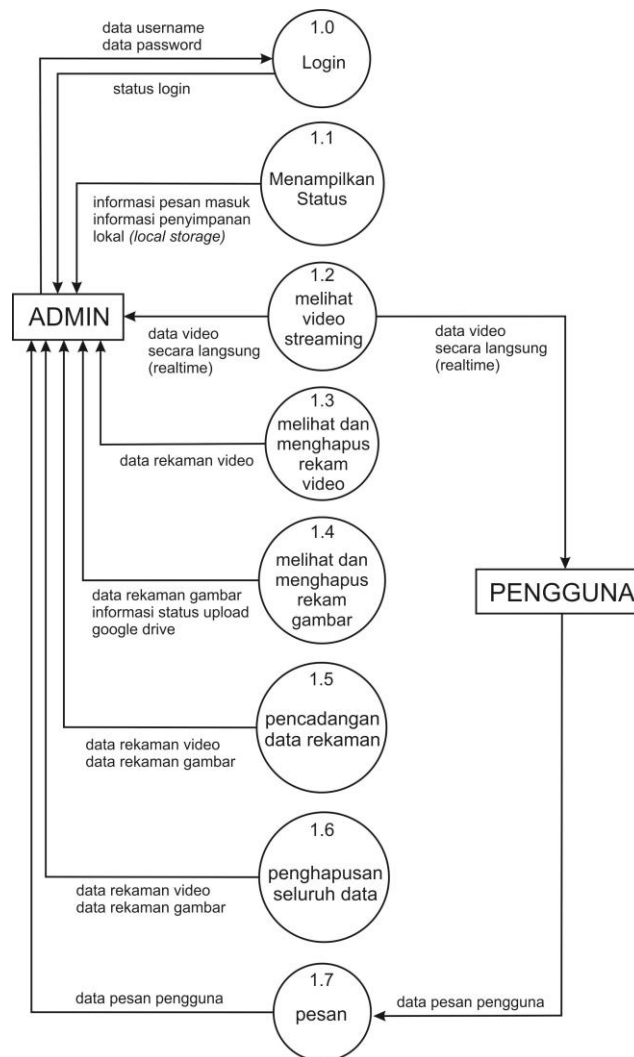 1.0
Login
data username
data password
status login
1.1
Menampilkan
Status
informasi pesan masuk
informasi penyimpanan
lokal (local storage)
1.2
melihat
video
streaming
ADMIN
data video
secara langsung
(realtime)
data video
secara langsung
(realtime)
1.3
melihat dan
menghapus
rekam
video
data rekaman video
1.4
melihat dan
menghapus
rekam
gambar
data rekaman gambar
informasi status upload
google drive
PENGGUNA
1.5
pencadangan
data rekaman
data rekaman video
data rekaman gambar
1.6
penghapusan
seluruh data
data rekaman video
data rekaman gambar
1.7
pesan
data pesan pengguna
data pesan pengguna